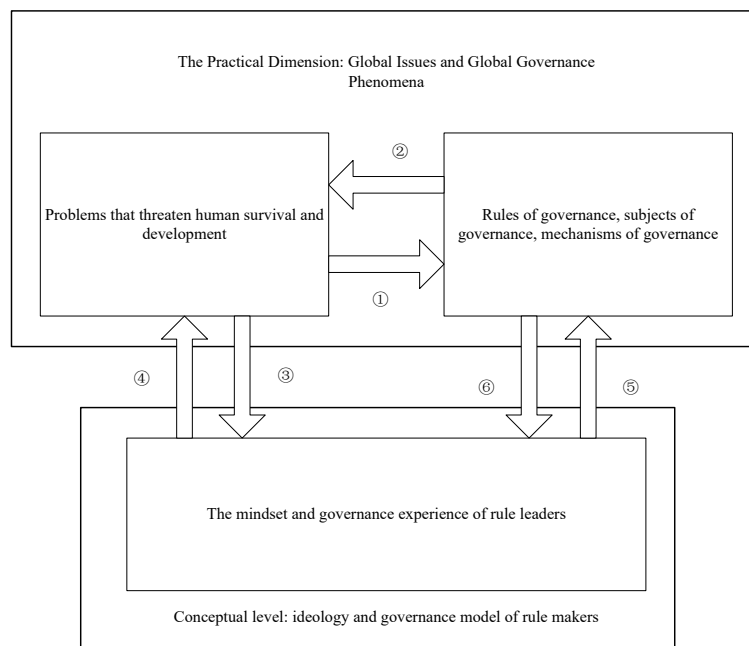 The Practical Dimension: Global Issues and Global Governance
Phenomena
②
Problems that threaten human survival and
development
Rules of governance, subjects of
governance, mechanisms of governance
①
④
③
⑥
⑤
The mindset and governance experience of rule leaders
Conceptual level: ideology and governance model of rule makers